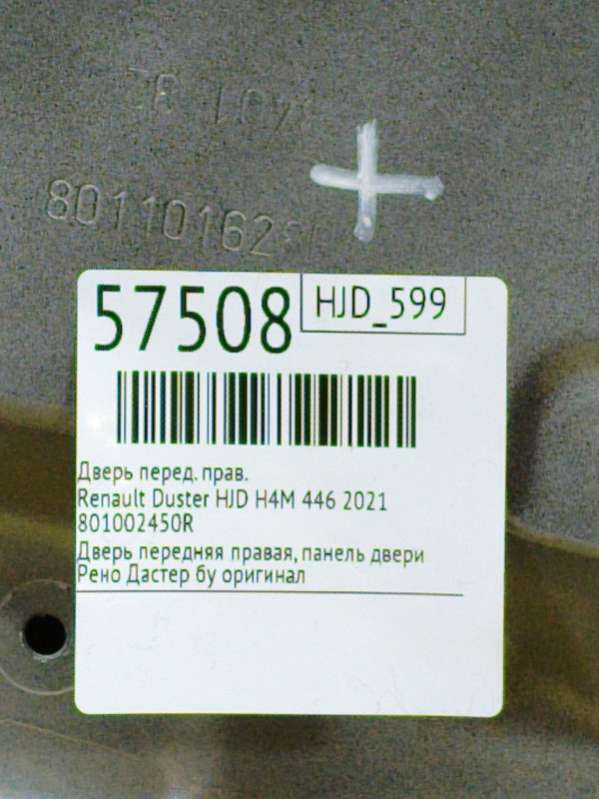 57508
HJD_599
Дверь перед. прав.
Renault Duster HJD H4M 446 2021
801002450R
Дверь передняя правая, панель двери
Рено Дастер бу оригинал